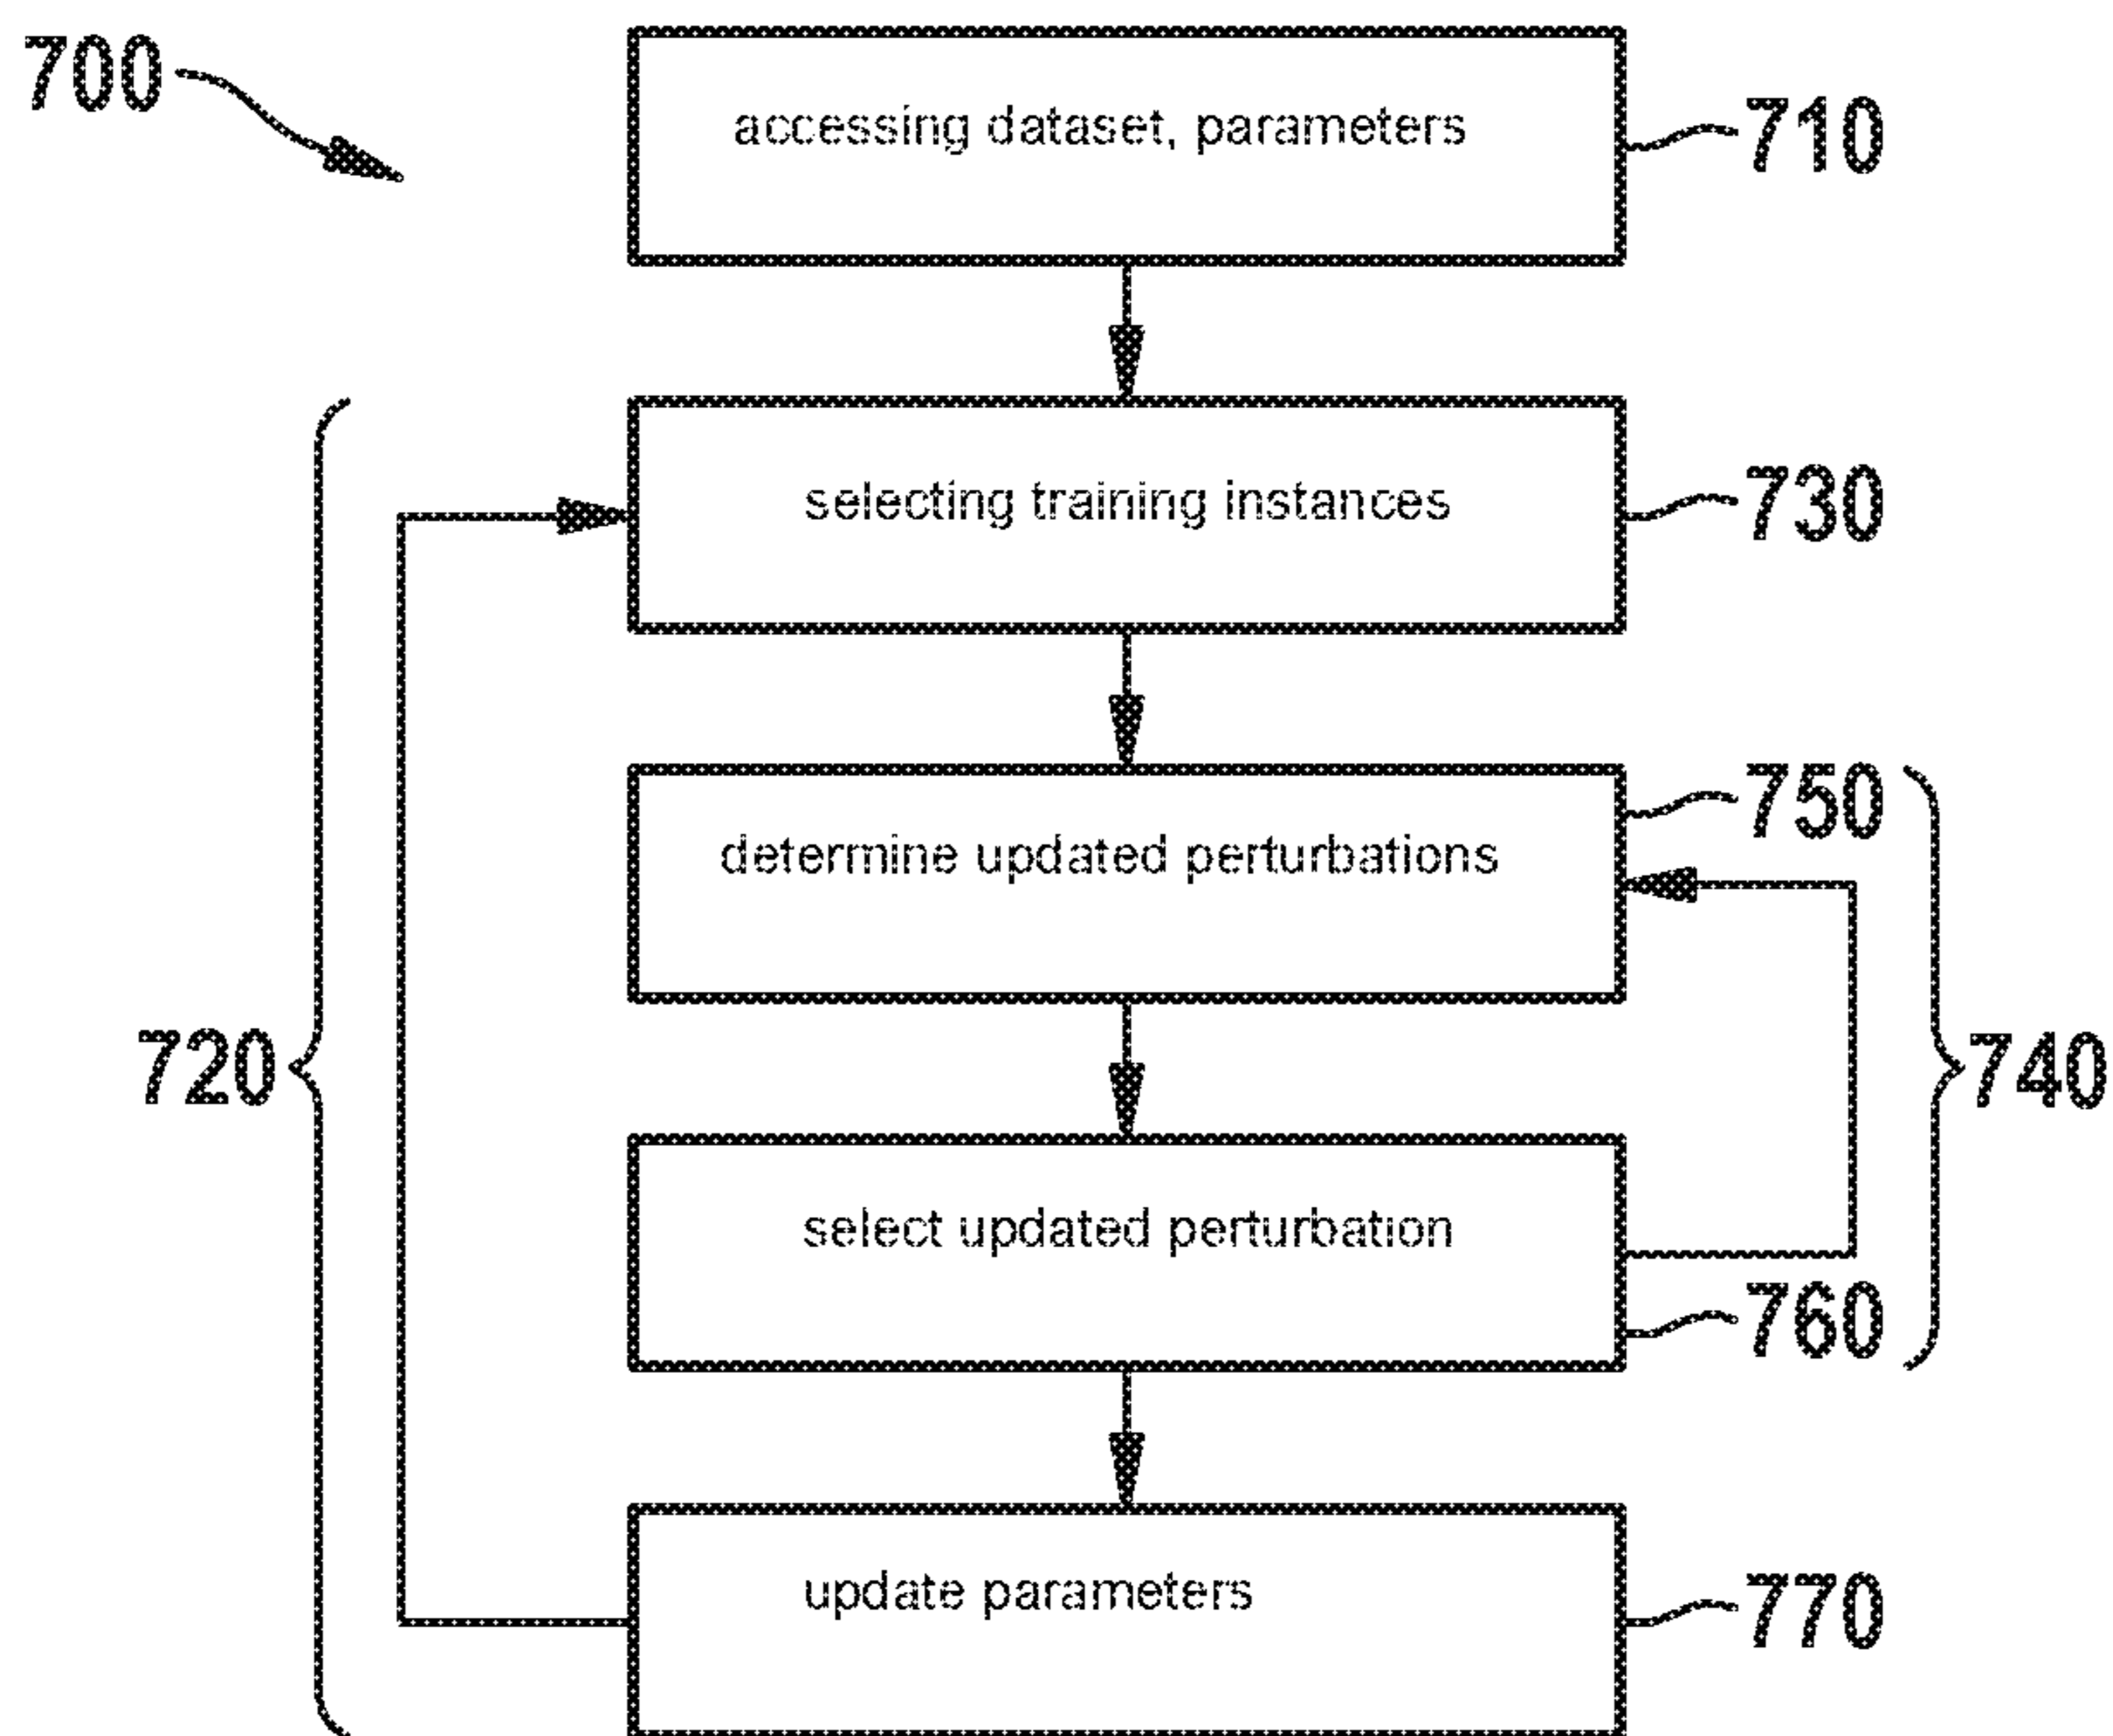 700
accessing dataset, parameters
710
selecting training instances
730
determine updated perturbations
750
720
740
select updated perturbation
760
update parameters
770